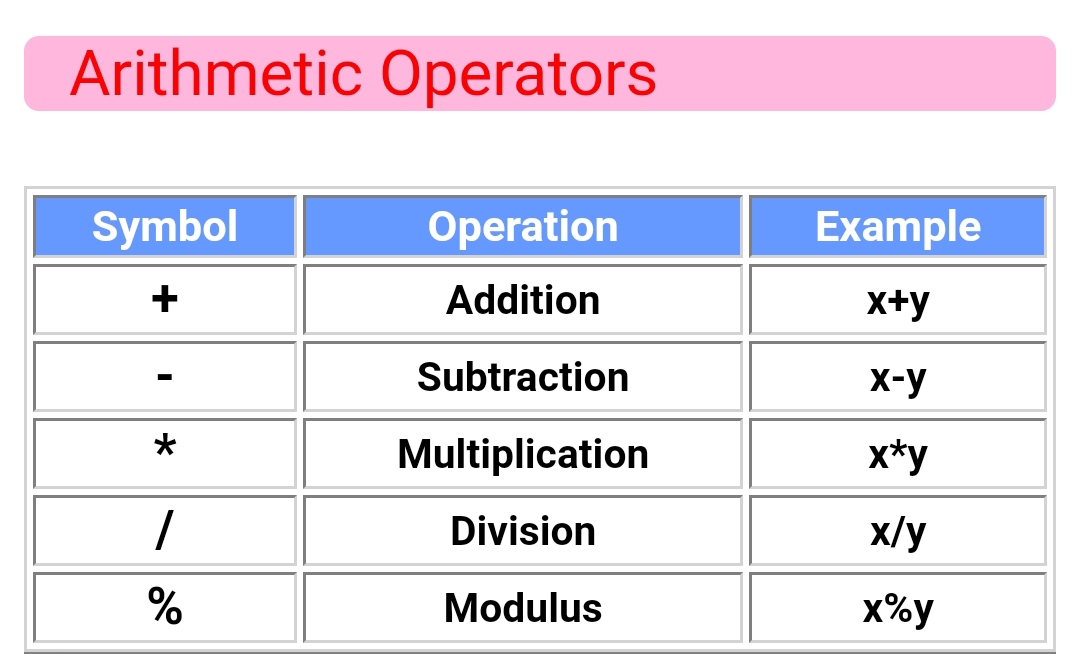 Arithmetic Operators
Symbol Operation Example
+ Addition x+y
- Subtraction x-y
* Multiplication x*y
/ Division x/y
% Modulus x%y